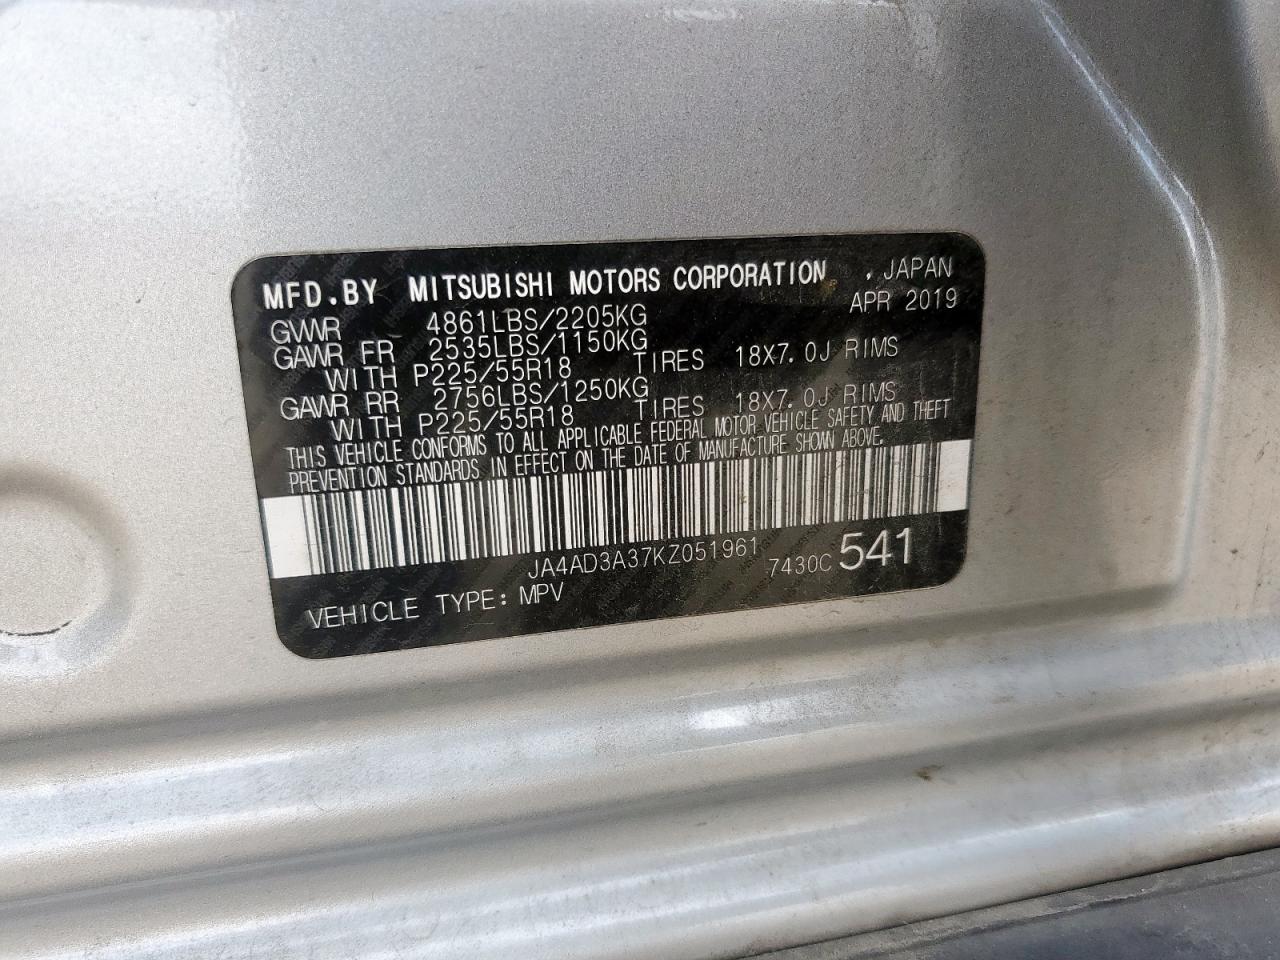 MFD.BY MITSUBISHI MOTORS CORPORATION , JAPAN
APR 2019
GVWR 4861LBS/2205KG
GAWR FR 2535LBS/1150KG
WITH P225/55R18 TIRES 18X7.0J RIMS
GAWR RR 2756LBS/1250KG
WITH P225/55R18 TIRES 18X7.0J RIMS
THIS VEHICLE CONFORMS TO ALL APPLICABLE FEDERAL MOTOR VEHICLE SAFETY AND THEFT
PREVENTION STANDARDS IN EFFECT ON THE DATE OF MANUFACTURE SHOWN ABOVE.
JA4AD3A37KZ051961 7430C 541
VEHICLE TYPE: MPV